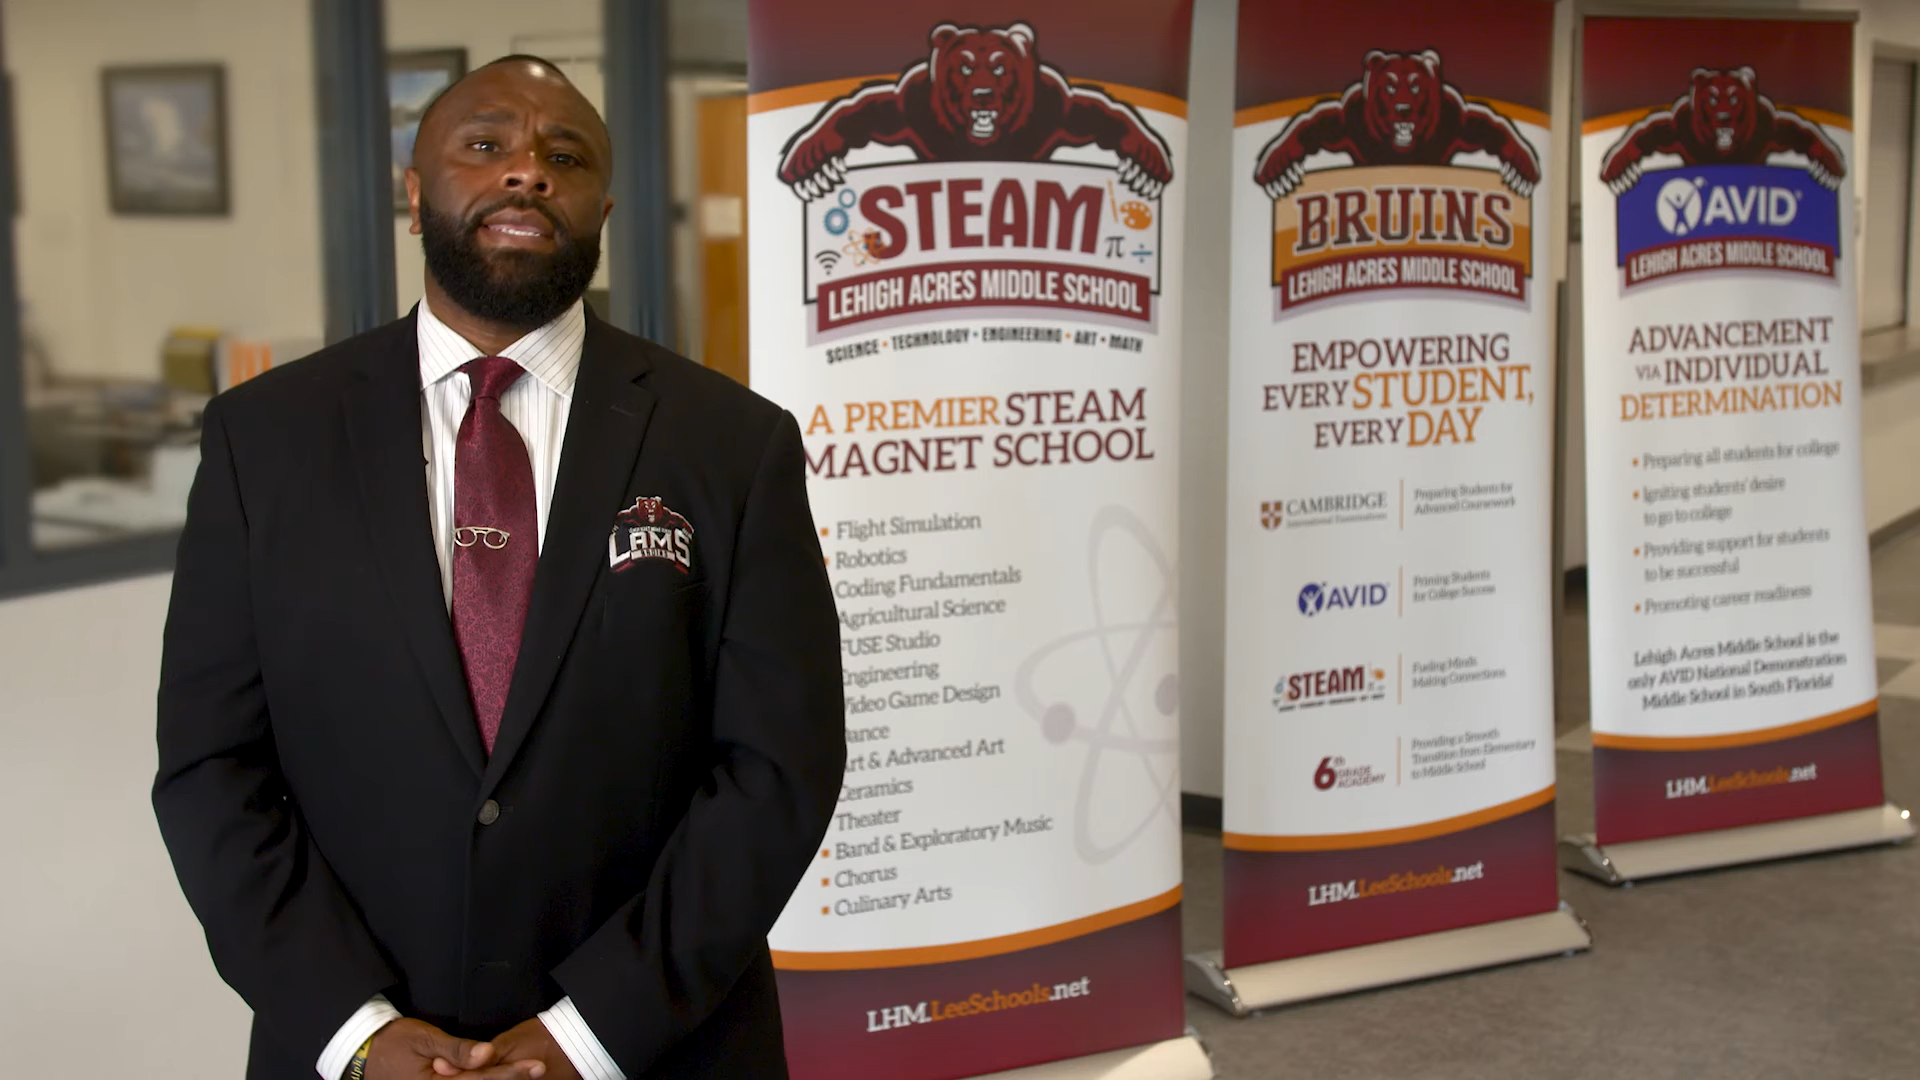 LAMS
BRUINS
STEAM
π ÷
LEHIGH ACRES MIDDLE SCHOOL
SCIENCE • TECHNOLOGY • ENGINEERING • ART • MATH
A PREMIER STEAM
MAGNET SCHOOL
Flight Simulation
Robotics
Coding Fundamentals
Agricultural Science
FUSE Studio
Engineering
Video Game Design
Dance
Art & Advanced Art
Ceramics
Theater
Band & Exploratory Music
Chorus
Culinary Arts
LHM.LeeSchools.net
BRUINS
LEHIGH ACRES MIDDLE SCHOOL
EMPOWERING
EVERY STUDENT,
EVERY DAY
CAMBRIDGE
International Examinations
Preparing Students for
Advanced Coursework
AVID
Priming Students
for College Success
STEAM
Fueling Minds
Making Connections
6th
GRADE
ACADEMY
Providing a Smooth
Transition from Elementary
to Middle School
LHM.LeeSchools.net
AVID
LEHIGH ACRES MIDDLE SCHOOL
ADVANCEMENT
VIA INDIVIDUAL
DETERMINATION
Preparing all students for college
Igniting students' desire
to go to college
Providing support for students
to be successful
Promoting career readiness
Lehigh Acres Middle School is the
only AVID National Demonstration
Middle School in South Florida!
LHM.LeeSchools.net